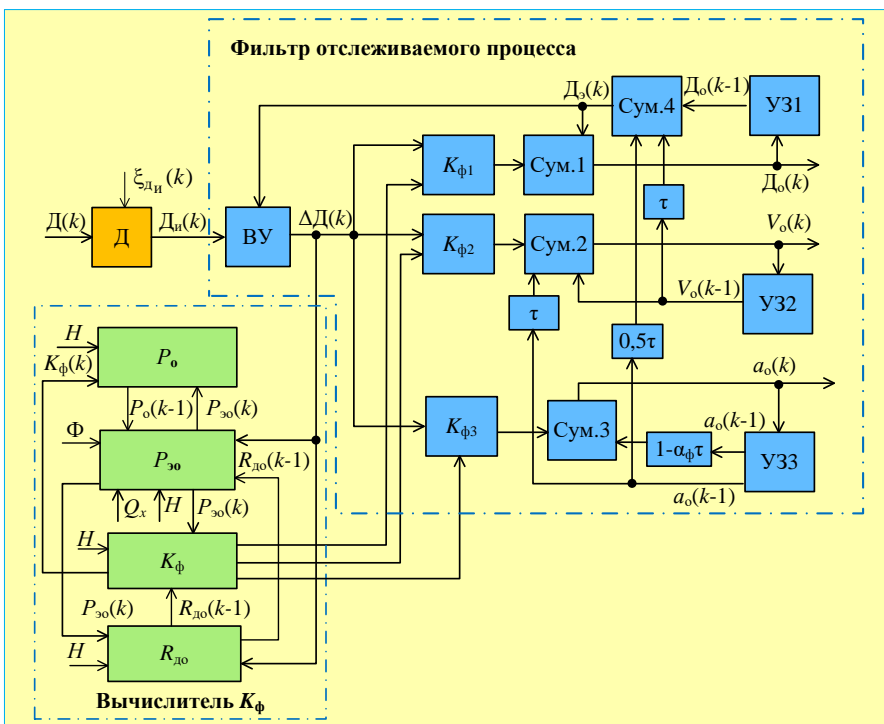 Фильтр отслеживаемого процесса
Дэ(k)
Сум.4
До(k-1)
УЗ1
Kф1
Сум.1
До(k)
ξДи(k)
τ
Д(k)
Д
Ди(k)
ВУ
ΔД(k)
Kф2
Сум.2
Vо(k)
Vо(k-1)
УЗ2
τ
0,5τ
H
Kф(k)
Pо
aо(k)
Pо(k-1)
Pэо(k)
Kф3
Сум.3
aо(k-1)
1-αфτ
УЗ3
Ф
Pэо
Rдо(k-1)
aо(k-1)
Qx
H
Pэо(k)
H
Kф
Pэо(k)
Rдо(k-1)
H
Rдо
Вычислитель Kф